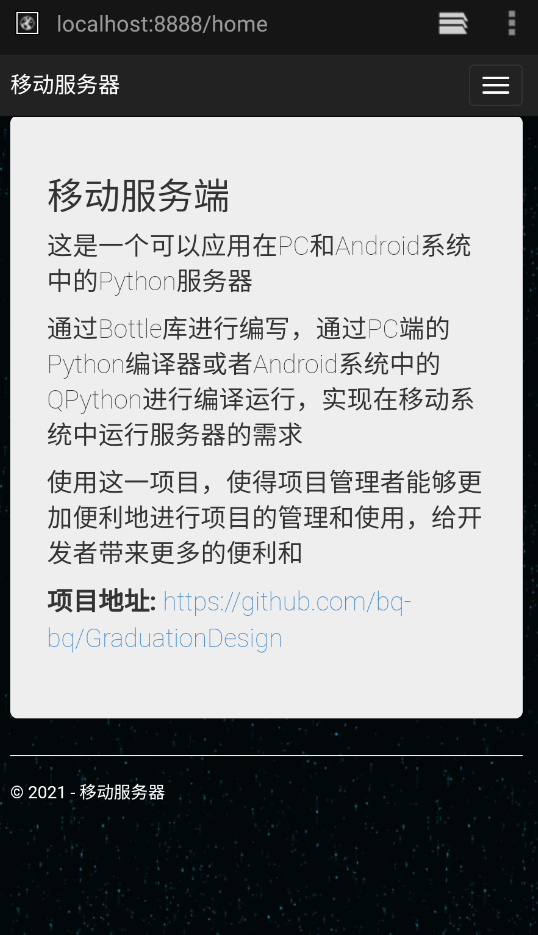 localhost:8888/home
移动服务器
移动服务端
这是一个可以应用在PC和Android系统
中的Python服务器
通过Bottle库进行编写，通过PC端的
Python编译器或者Android系统中的
QPython进行编译运行，实现在移动系
统中运行服务器的需求
使用这一项目，使得项目管理者能够更
加便利地进行项目的管理和使用，给开
发者带来更多的便利和
项目地址: https://github.com/bq-
bq/GraduationDesign
© 2021 - 移动服务器